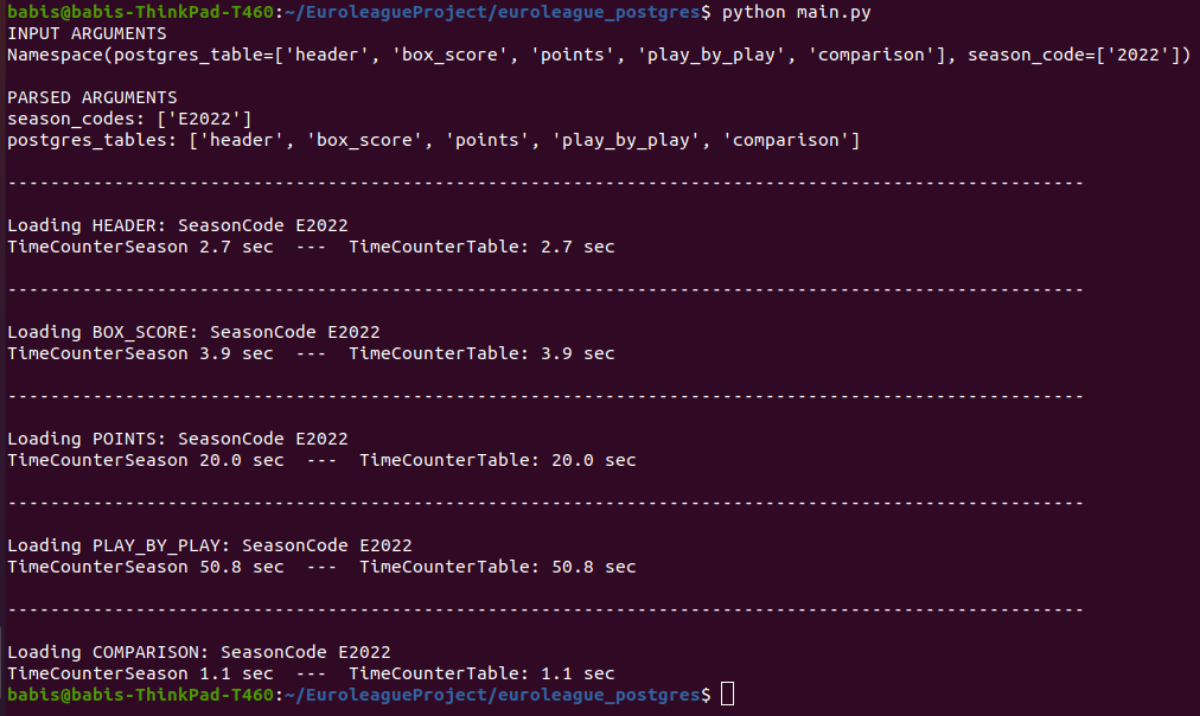 babis@babis-ThinkPad-T460:~/EuroleagueProject/euroleague_postgres$ python main.py
INPUT ARGUMENTS
Namespace(postgres_table=['header', 'box_score', 'points', 'play_by_play', 'comparison'], season_code=['2022'])
PARSED ARGUMENTS
season_codes: ['E2022']
postgres_tables: ['header', 'box_score', 'points', 'play_by_play', 'comparison']
-----------------------------------------------------------------------------------------------------
Loading HEADER: SeasonCode E2022
TimeCounterSeason 2.7 sec  ---  TimeCounterTable: 2.7 sec
-----------------------------------------------------------------------------------------------------
Loading BOX_SCORE: SeasonCode E2022
TimeCounterSeason 3.9 sec  ---  TimeCounterTable: 3.9 sec
-----------------------------------------------------------------------------------------------------
Loading POINTS: SeasonCode E2022
TimeCounterSeason 20.0 sec  ---  TimeCounterTable: 20.0 sec
-----------------------------------------------------------------------------------------------------
Loading PLAY_BY_PLAY: SeasonCode E2022
TimeCounterSeason 50.8 sec  ---  TimeCounterTable: 50.8 sec
-----------------------------------------------------------------------------------------------------
Loading COMPARISON: SeasonCode E2022
TimeCounterSeason 1.1 sec  ---  TimeCounterTable: 1.1 sec
babis@babis-ThinkPad-T460:~/EuroleagueProject/euroleague_postgres$